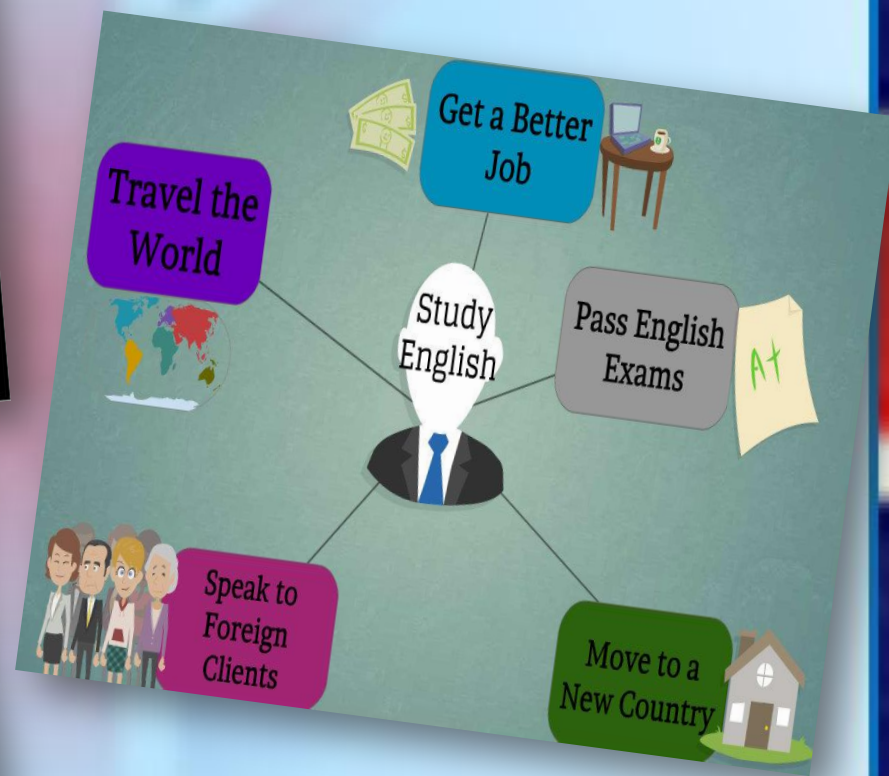 Get a Better
Job
Travel the
World
Study
English
Pass English
Exams
A+
Speak to
Foreign
Clients
Move to a
New Country